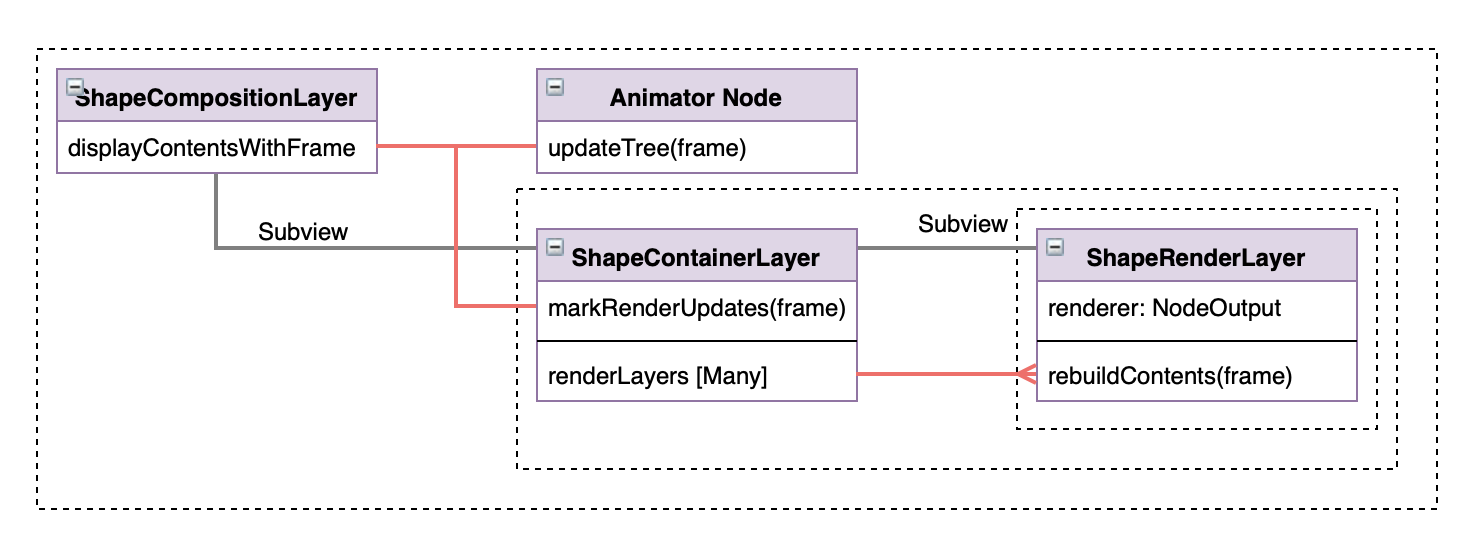 ShapeCompositionLayer
displayContentsWithFrame
Animator Node
updateTree(frame)
Subview
ShapeContainerLayer
markRenderUpdates(frame)
renderLayers [Many]
Subview
ShapeRenderLayer
renderer: NodeOutput
rebuildContents(frame)